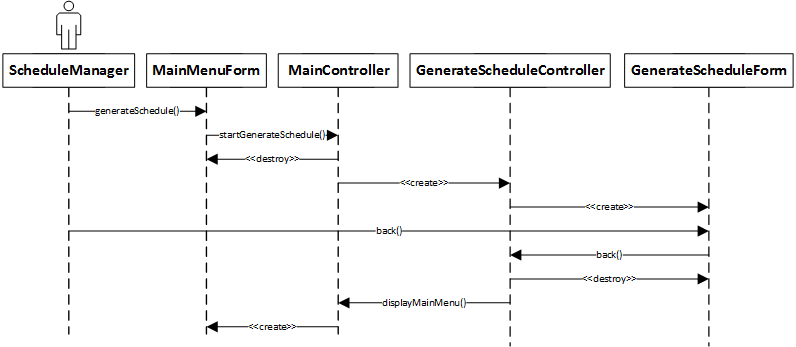 ScheduleManager
MainMenuForm
MainController
GenerateScheduleController
GenerateScheduleForm
generateSchedule()
startGenerateSchedule()
<<destroy>>
<<create>>
<<create>>
back()
back()
<<destroy>>
displayMainMenu()
<<create>>